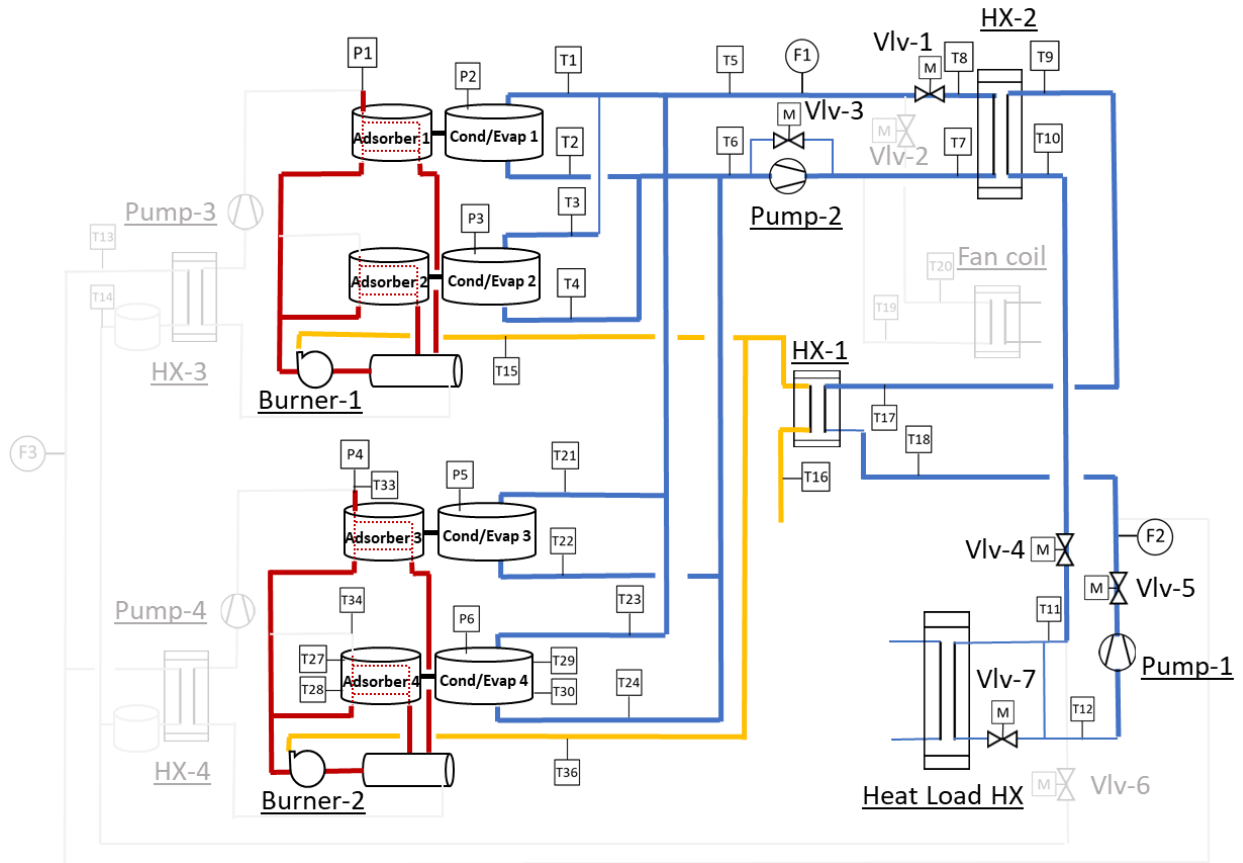 HX-2
Vlv-1
F1
P1
P2
T1
T5
M
T8
T9
Vlv-3
M
Adsorber 1
Cond/Evap 1
T2
T6
M
Vlv-2
T7
T10
Pump-2
T3
Pump-3
P3
T13
T14
Adsorber 2
Cond/Evap 2
T4
T20
Fan coil
T19
HX-3
T15
HX-1
Burner-1
T17
T18
F3
P4
T33
P5
T21
T16
Adsorber 3
Cond/Evap 3
T22
F2
Vlv-4
M
M
Vlv-5
Pump-4
T34
T23
P6
T11
T27
T28
Adsorber 4
Cond/Evap 4
T29
T30
T24
Vlv-7
M
T12
Pump-1
HX-4
T36
Burner-2
Heat Load HX
M
Vlv-6